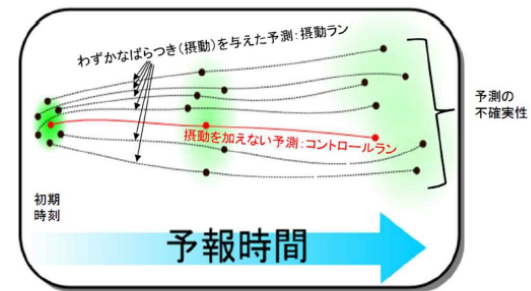 わずかなばらつき(摂動)を与えた予測:摂動ラン
予測の
不確実性
摂動を加えない予測:コントロールラン
初期
時刻
予報時間